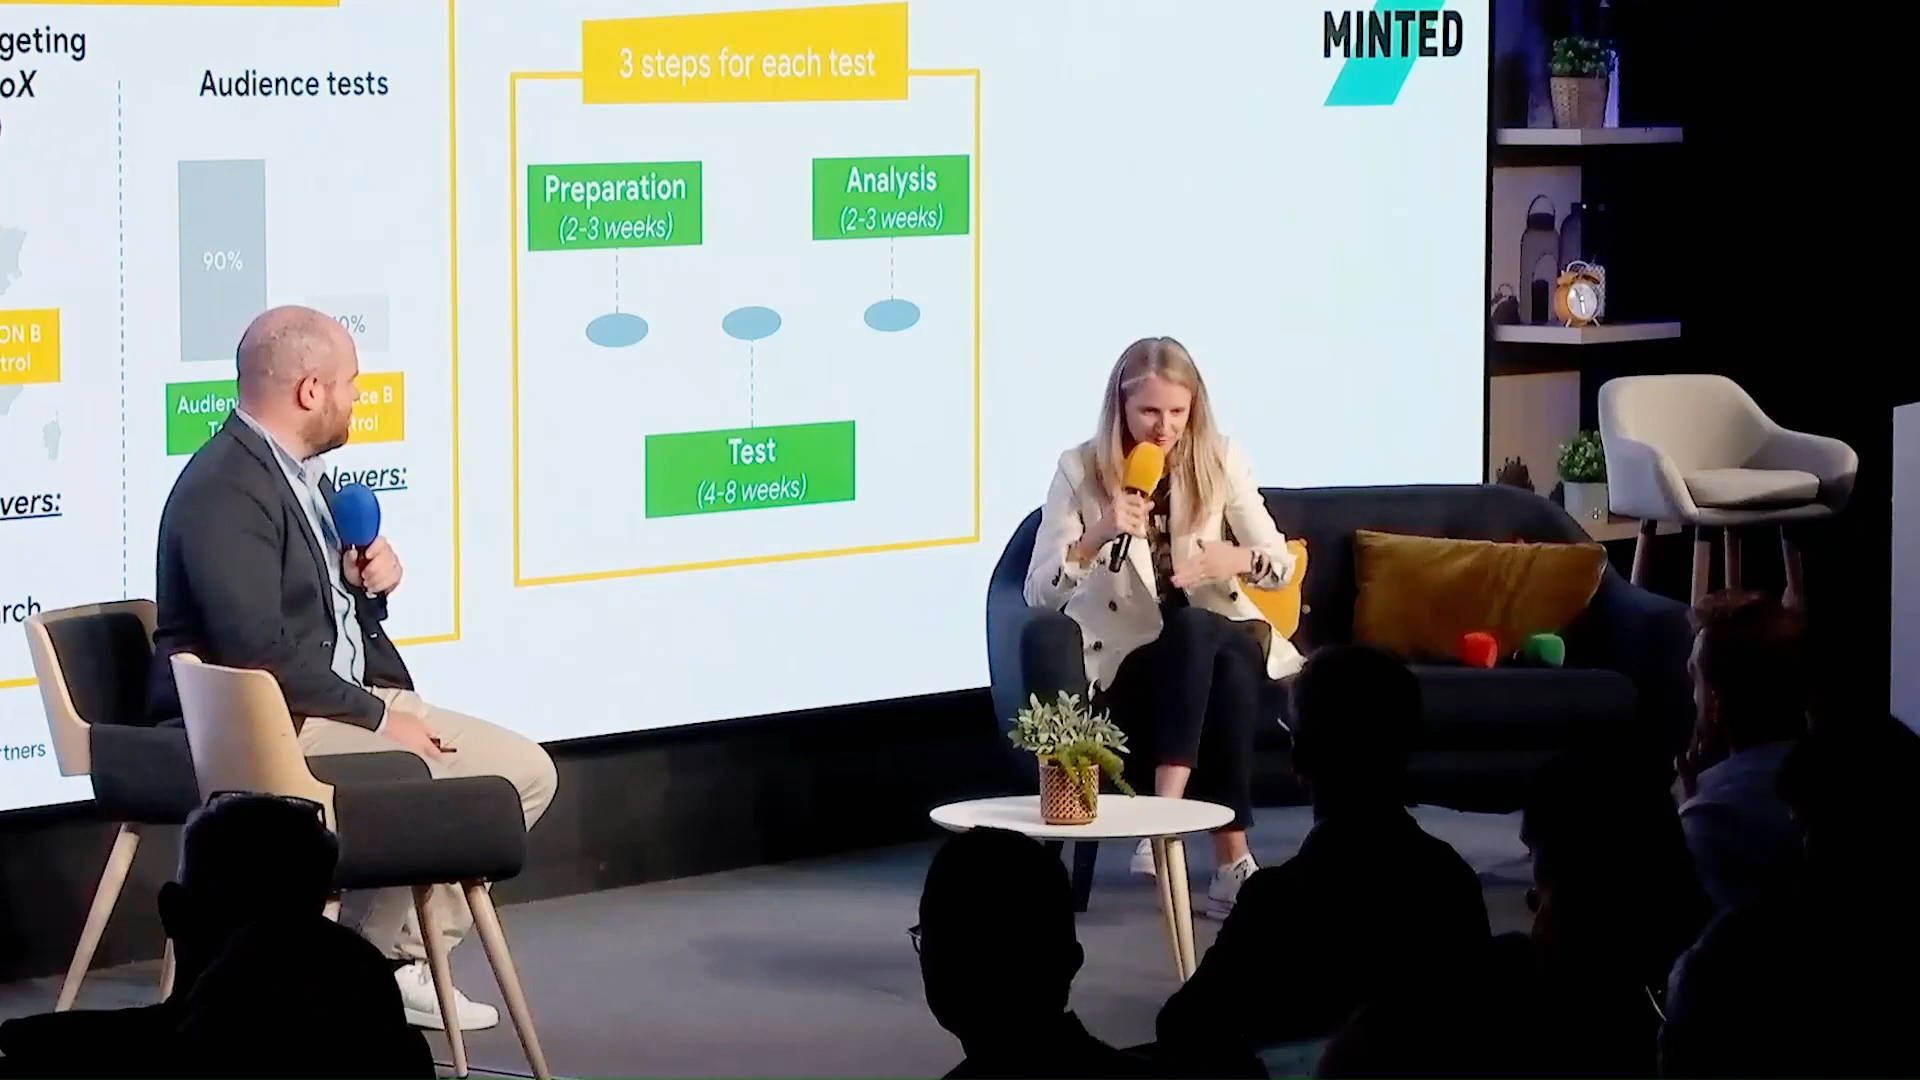 geting
oX
Audience tests
90%
0%
ON B
trol
Audien
ce B
trol
vers:
levers:
rch
rtners
3 steps for each test
Preparation
(2-3 weeks)
Analysis
(2-3 weeks)
Test
(4-8 weeks)
MINTED